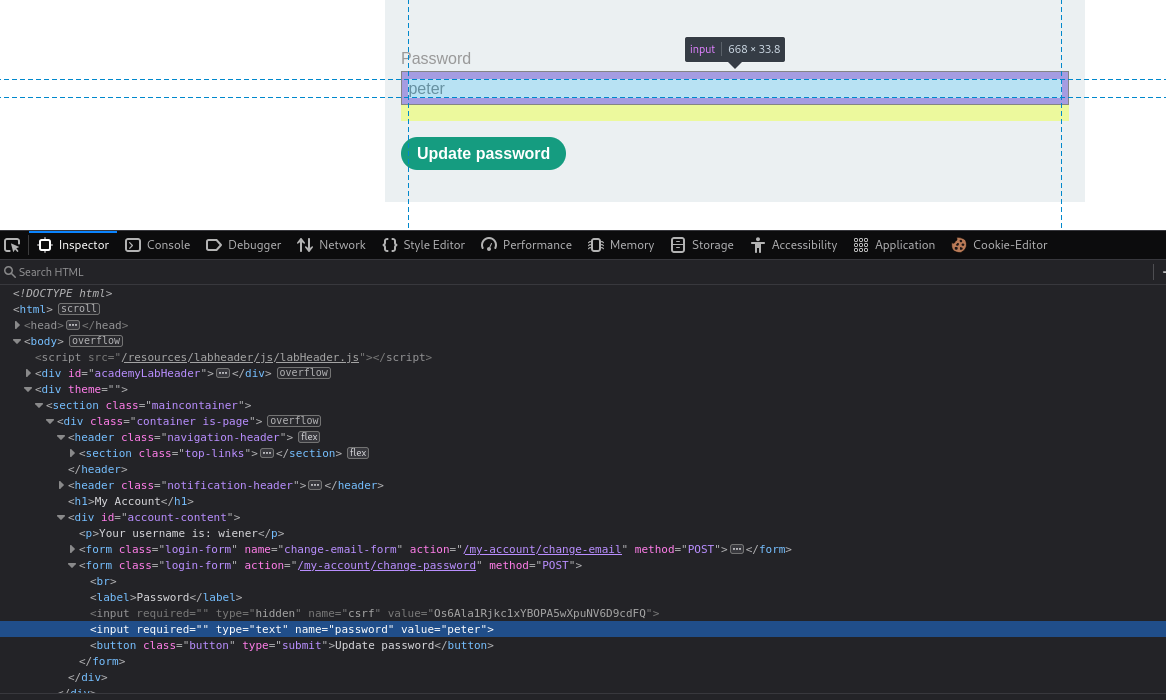 Password
input 668 × 33.8
peter
Update password
Inspector Console Debugger Network Style Editor Performance Memory Storage Accessibility Application Cookie-Editor
Search HTML
<!DOCTYPE html>
<html> scroll
<head> ••• </head>
<body> overflow
<script src="/resources/labheader/js/labHeader.js"></script>
<div id="academyLabHeader"> ••• </div> overflow
<div theme="">
<section class="maincontainer">
<div class="container is-page"> overflow
<header class="navigation-header"> flex
<section class="top-links"> ••• </section> flex
</header>
<header class="notification-header"> ••• </header>
<h1>My Account</h1>
<div id="account-content">
<p>Your username is: wiener</p>
<form class="login-form" name="change-email-form" action="/my-account/change-email" method="POST"> ••• </form>
<form class="login-form" action="/my-account/change-password" method="POST">
<br>
<label>Password</label>
<input required="" type="hidden" name="csrf" value="Os6Ala1Rjkc1xYBOPA5wXpuNV6D9cdFQ">
<input required="" type="text" name="password" value="peter">
<button class="button" type="submit">Update password</button>
</form>
</div>
</div>